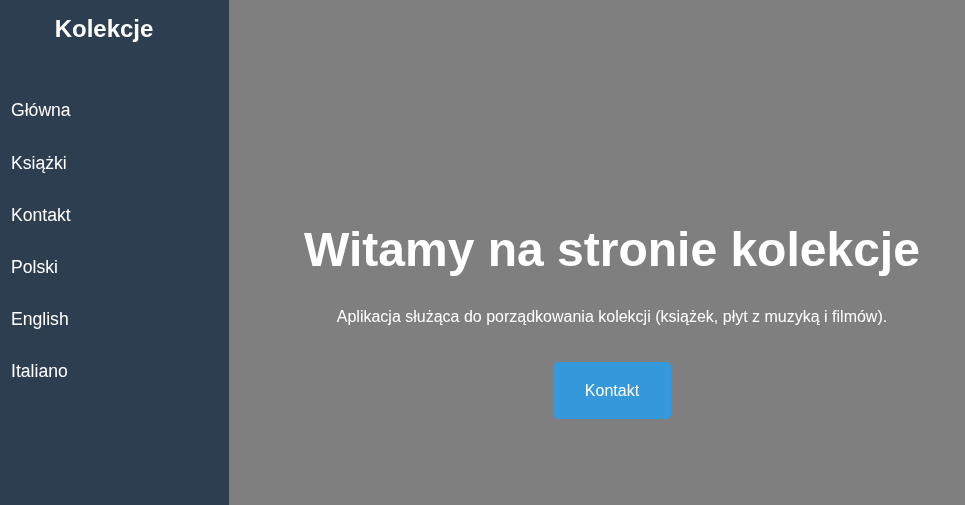 Kolekcje
Główna
Książki
Kontakt
Polski
English
Italiano
Witamy na stronie kolekcje
Aplikacja służąca do porządkowania kolekcji (książek, płyt z muzyką i filmów).
Kontakt